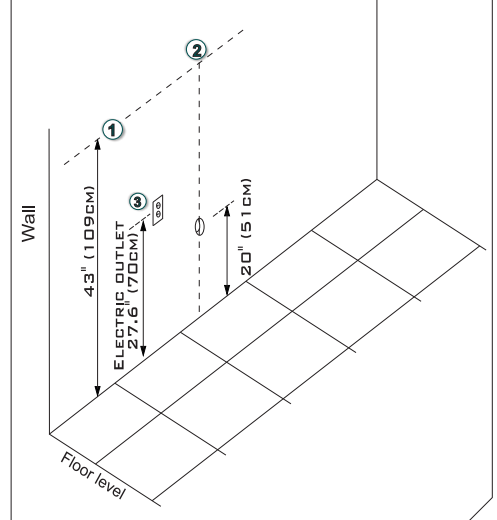 2
1
3
Wall
43" (109cm)
Electric outlet
27.6" (70cm)
20" (51cm)
Floor level